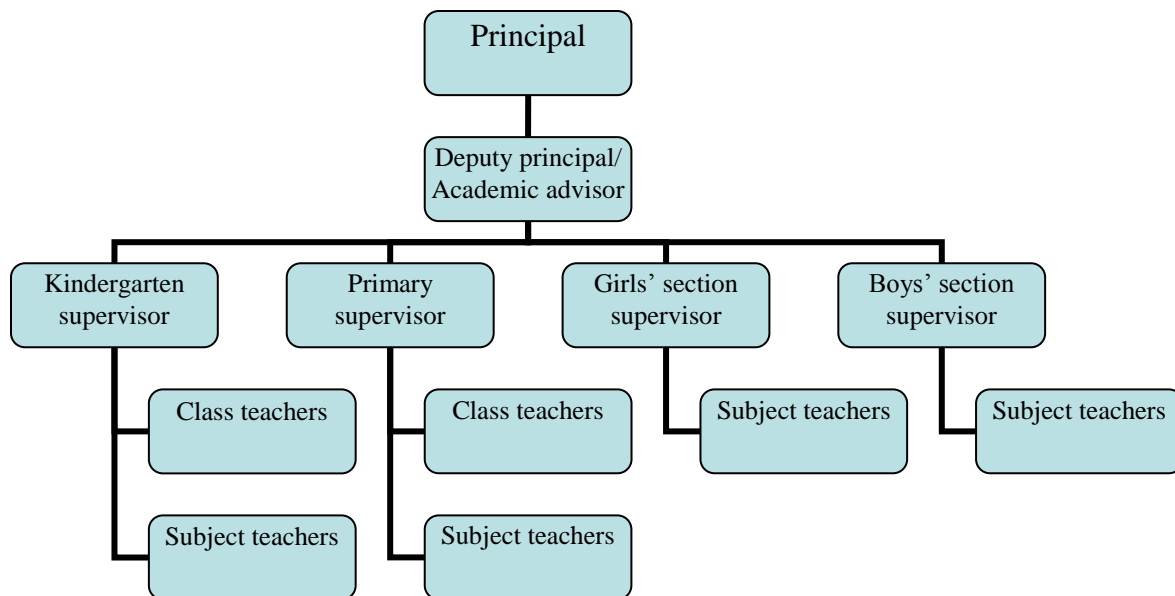 Principal
Deputy principal/
Academic advisor
Kindergarten
supervisor
Primary
supervisor
Girls’ section
supervisor
Boys’ section
supervisor
Class teachers
Class teachers
Subject teachers
Subject teachers
Subject teachers
Subject teachers